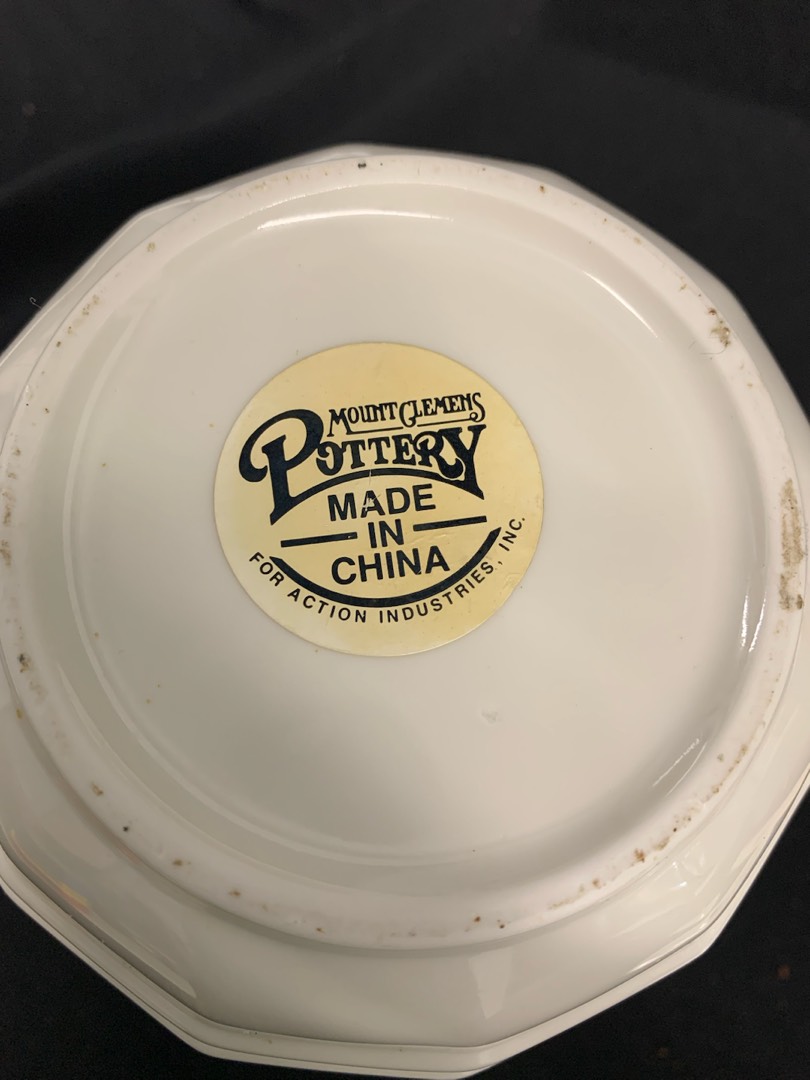 MOUNT CLEMENS
POTTERY
MADE
IN
CHINA
FOR ACTION INDUSTRIES, INC.